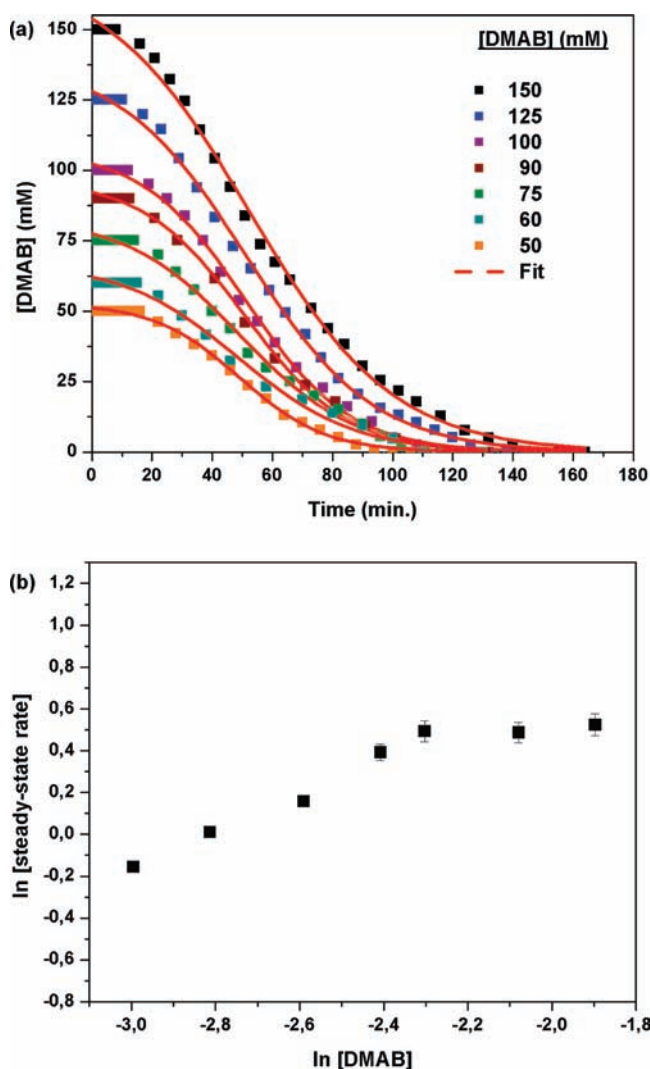 (a)
[DMAB] (mM)
150
125
100
90
75
60
50
Fit
150
125
100
75
50
25
0
[DMAB] (mM)
0 20 40 60 80 100 120 140 160 180
Time (min.)
(b)
1,2
1,0
0,8
0,6
0,4
0,2
0,0
-0,2
-0,4
-0,6
-0,8
ln [steady-state rate]
-3,0 -2,8 -2,6 -2,4 -2,2 -2,0 -1,8
ln [DMAB]